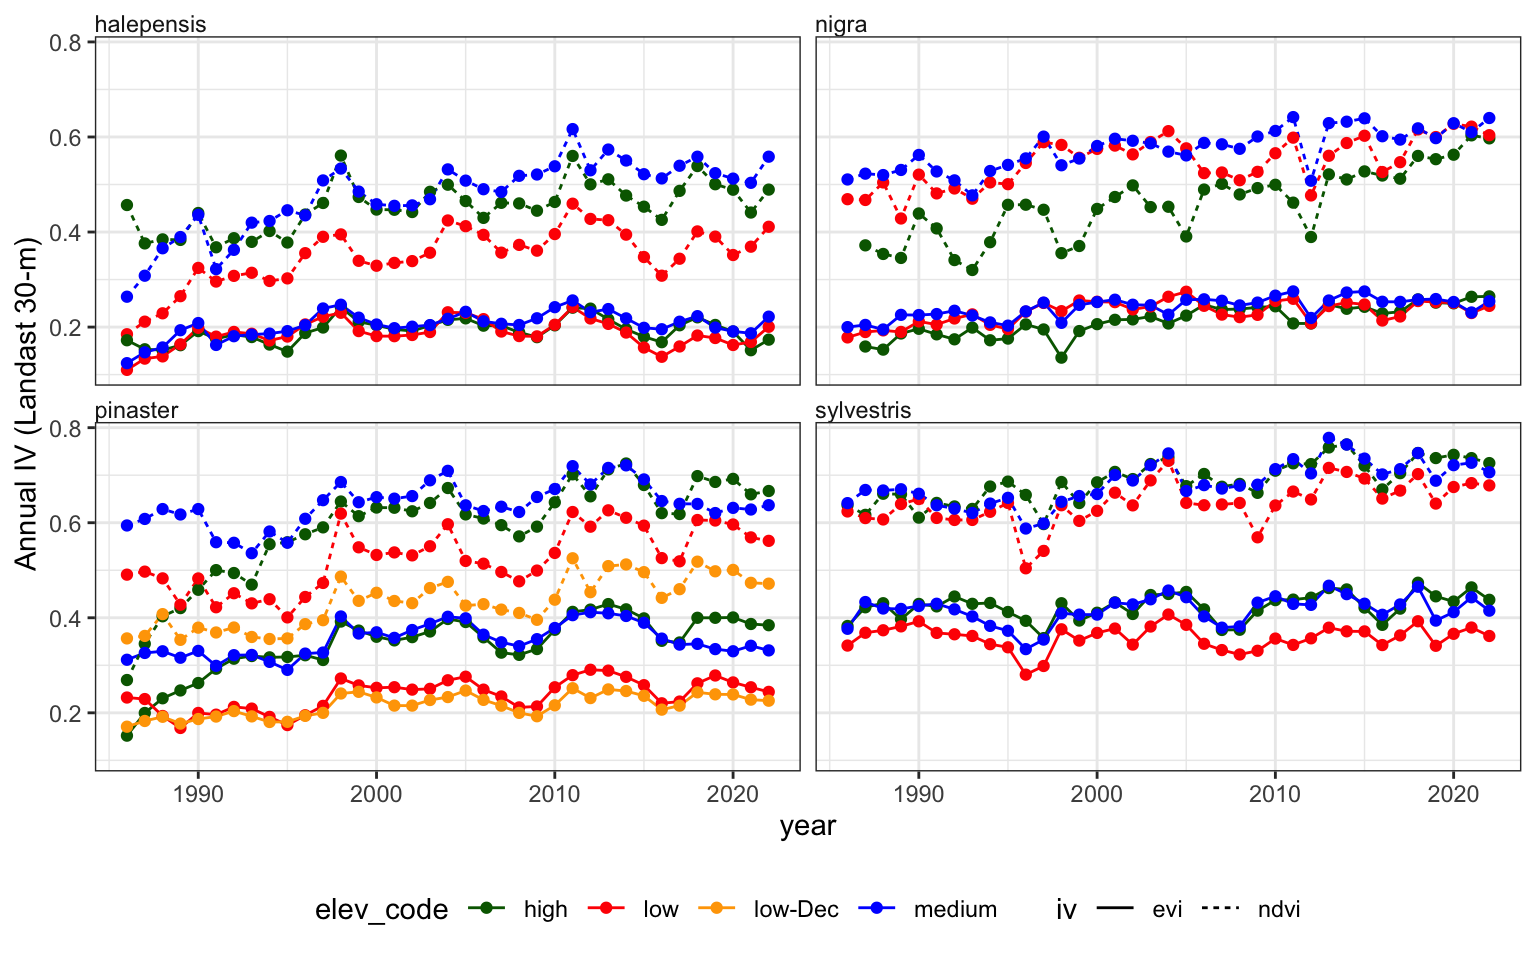 halepensis
nigra
0.8
0.6
0.4
0.2
pinaster
sylvestris
0.8
0.6
0.4
0.2
Annual IV (Landast 30-m)
1990
2000
2010
2020
1990
2000
2010
2020
year
elev_code
high
low
low-Dec
medium
iv
evi
ndvi